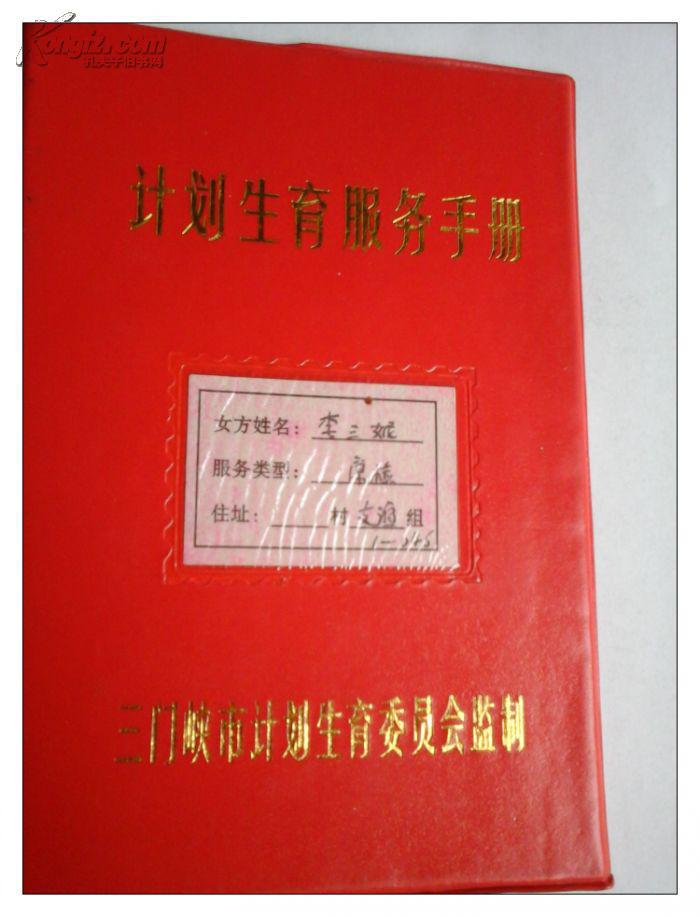 Kongfz.com
孔夫子旧书网
计划生育服务手册
女方姓名：李三妮
服务类型：
住址： 村 组
三门峡市计划生育委员会监制